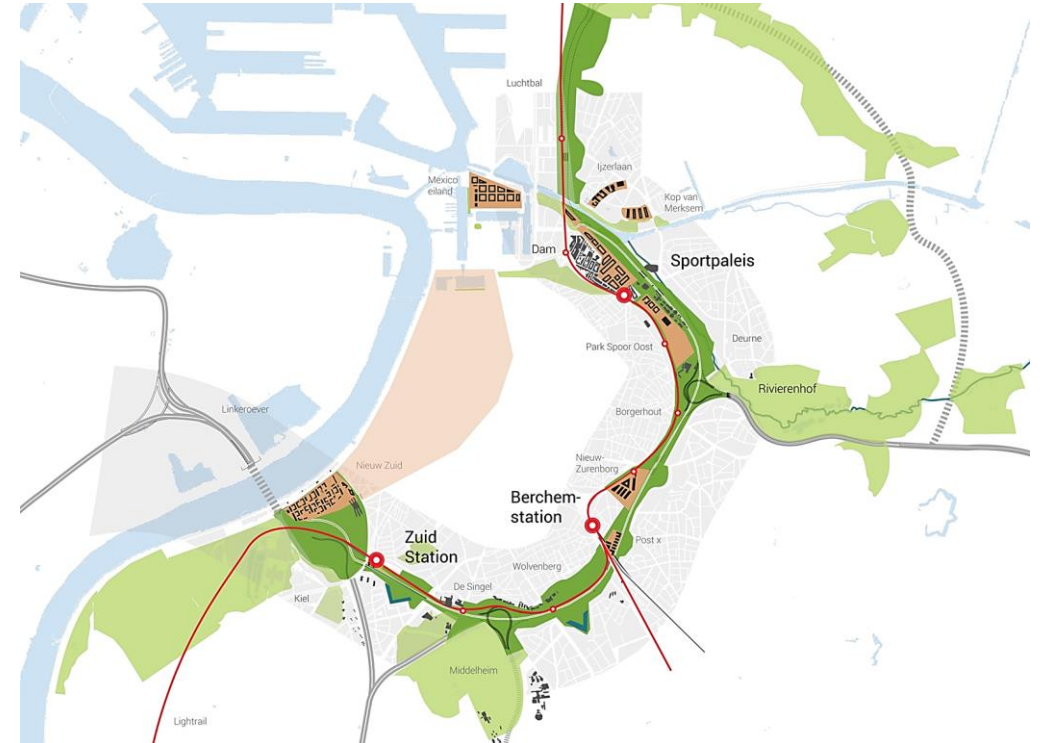 Luchtbal
Ijzerlaan
Mexico
eiland
Kop van
Merksem
Dam
Sportpaleis
Park Spoor Oost
Deurne
Rivierenhof
Linkeroever
Borgerhout
Nieuw-
Zurenborg
Nieuw Zuid
Berchem-
station
Zuid
Station
Post x
Wolvenberg
De Singel
Kiel
Middelheim
Lightrail